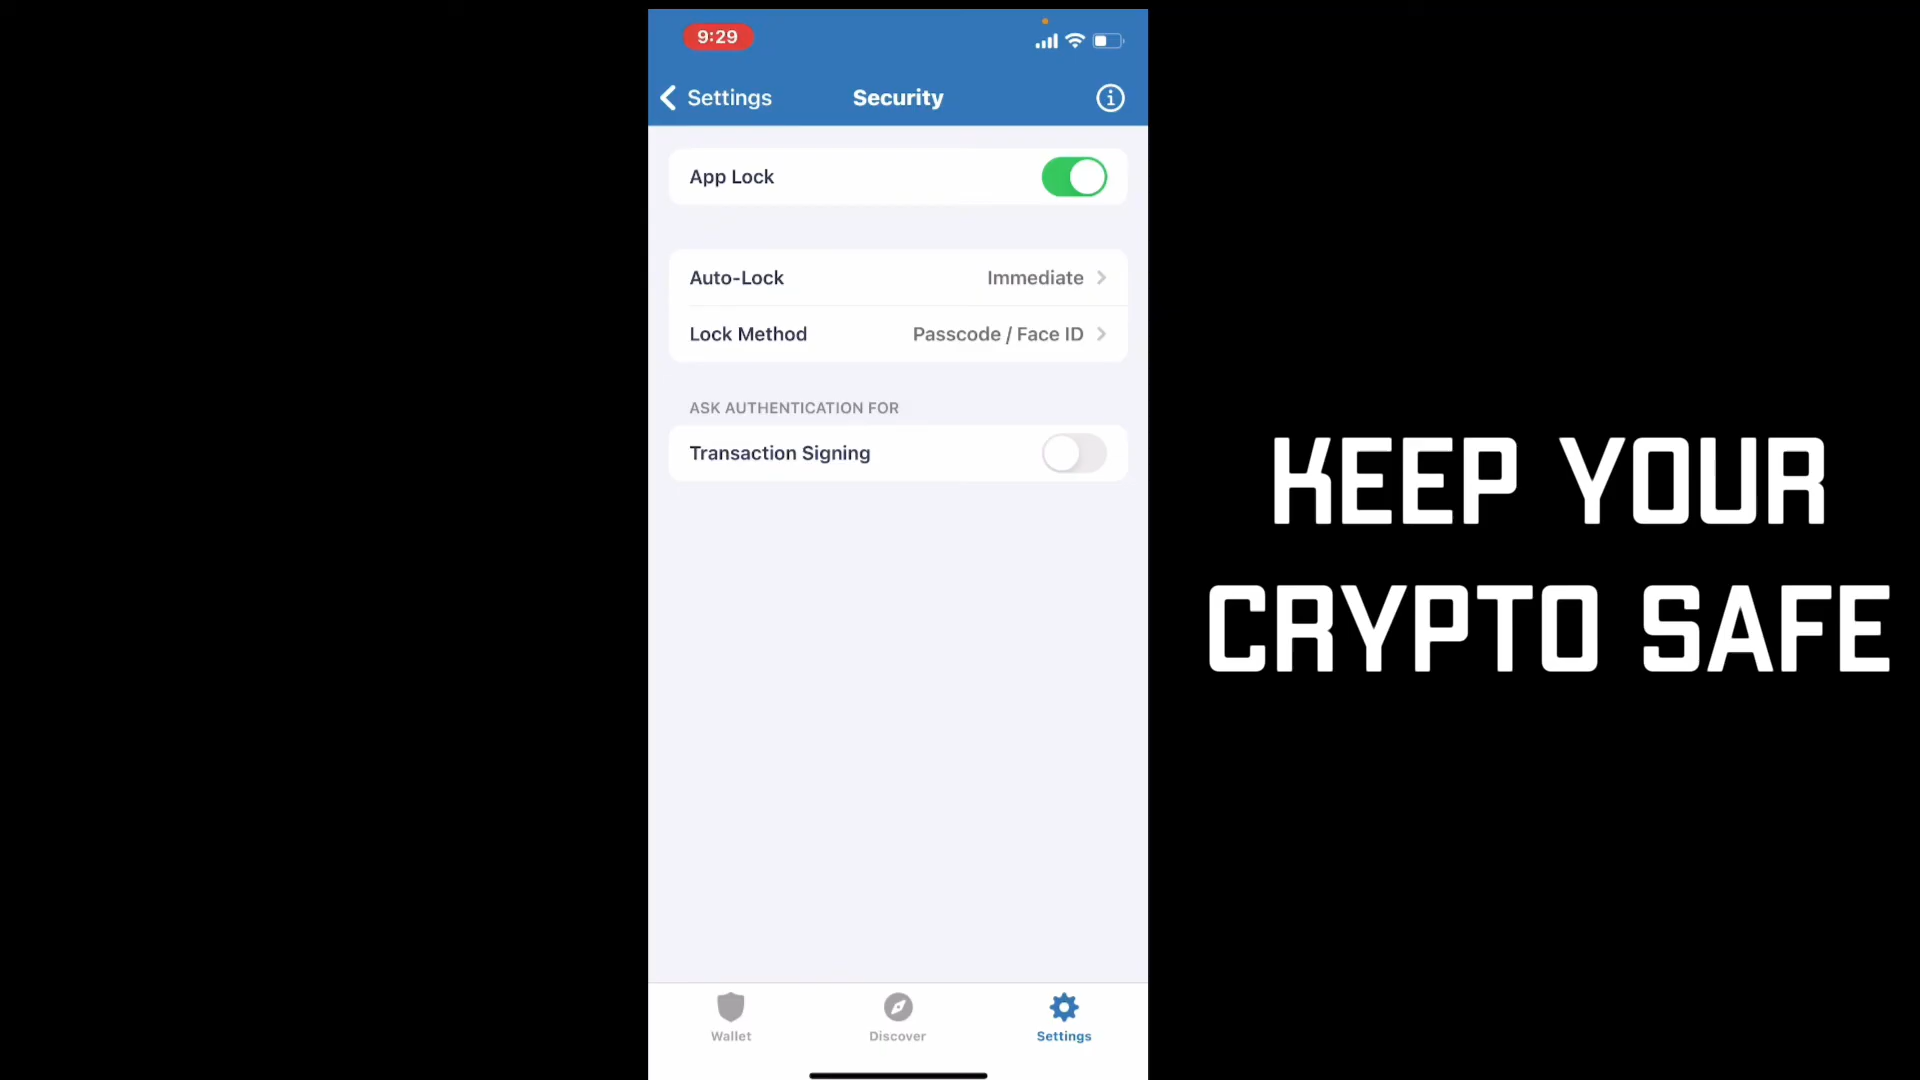 9:29
Settings
Security
App Lock
Auto-Lock Immediate
Lock Method Passcode / Face ID
ASK AUTHENTICATION FOR
Transaction Signing
KEEP YOUR
CRYPTO SAFE
Wallet
Discover
Settings